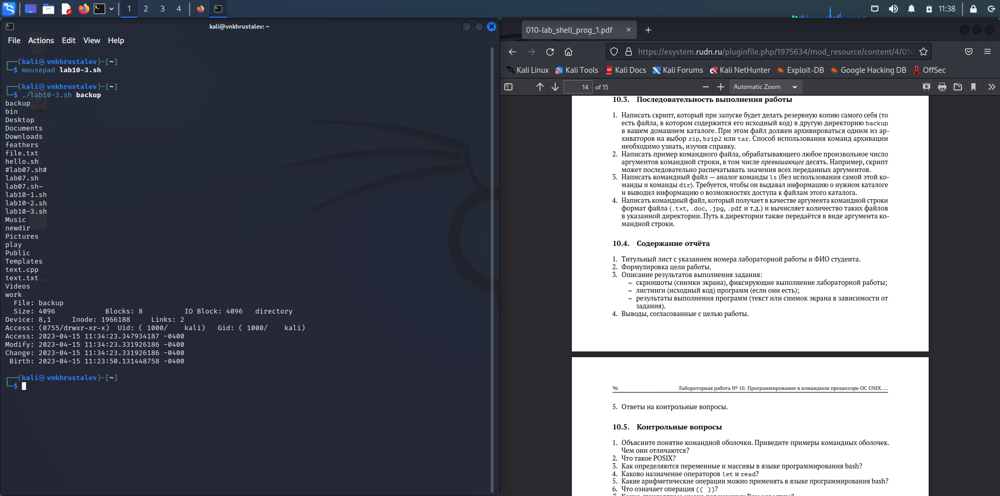 1 2 3 4
11:38
kali@vnkhrustalev: ~
File Actions Edit View Help
┌──(kali㉿vnkhrustalev)-[~]
└─$ mousepad lab10-3.sh
┌──(kali㉿vnkhrustalev)-[~]
└─$ ./lab10-3.sh backup
backup
bin
Desktop
Documents
Downloads
feathers
file.txt
hello.sh
#lab07.sh#
lab07.sh
lab07.sh~
lab10-1.sh
lab10-2.sh
lab10-3.sh
Music
newdir
Pictures
play
Public
Templates
text.cpp
text.txt
Videos
work
File: backup
Size: 4096 Blocks: 8 IO Block: 4096 directory
Device: 8,1 Inode: 1966188 Links: 2
Access: (0755/drwxr-xr-x) Uid: ( 1000/ kali) Gid: ( 1000/ kali)
Access: 2023-04-15 11:34:23.347934187 -0400
Modify: 2023-04-15 11:34:23.331926186 -0400
Change: 2023-04-15 11:34:23.331926186 -0400
Birth: 2023-04-15 11:23:50.131448758 -0400
┌──(kali㉿vnkhrustalev)-[~]
└─$
010-lab_shell_prog_1.pdf
https://esystem.rudn.ru/pluginfile.php/1975634/mod_resource/content/4/010
Kali Linux Kali Tools Kali Docs Kali Forums Kali NetHunter Exploit-DB Google Hacking DB OffSec
14 of 15 Automatic Zoom
10.3. Последовательность выполнения работы
1. Написать скрипт, который при запуске будет делать резервную копию самого себя (то
есть файла, в котором содержится его исходный код) в другую директорию backup
в вашем домашнем каталоге. При этом файл должен архивироваться одним из ар-
хиваторов на выбор zip, bzip2 или tar. Способ использования команд архивации
необходимо узнать, изучив справку.
2. Написать пример командного файла, обрабатывающего любое произвольное число
аргументов командной строки, в том числе превышающее десять. Например, скрипт
может последовательно распечатывать значения всех переданных аргументов.
3. Написать командный файл — аналог команды ls (без использования самой этой ко-
манды и команды dir). Требуется, чтобы он выдавал информацию о нужном каталоге
и выводил информацию о возможностях доступа к файлам этого каталога.
4. Написать командный файл, который получает в качестве аргумента командной строки
формат файла (.txt, .doc, .jpg, .pdf и т.д.) и вычисляет количество таких файлов
в указанной директории. Путь к директории также передаётся в виде аргумента ко-
мандной строки.
10.4. Содержание отчёта
1. Титульный лист с указанием номера лабораторной работы и ФИО студента.
2. Формулировка цели работы.
3. Описание результатов выполнения задания:
– скриншоты (снимки экрана), фиксирующие выполнение лабораторной работы;
– листинги (исходный код) программ (если они есть);
– результаты выполнения программ (текст или снимок экрана в зависимости от
задания).
4. Выводы, согласованные с целью работы.
96 Лабораторная работа № 10. Программирование в командном процессоре ОС UNIX. ...
5. Ответы на контрольные вопросы.
10.5. Контрольные вопросы
1. Объясните понятие командной оболочки. Приведите примеры командных оболочек.
Чем они отличаются?
2. Что такое POSIX?
3. Как определяются переменные и массивы в языке программирования bash?
4. Каково назначение операторов let и read?
5. Какие арифметические операции можно применять в языке программирования bash?
6. Что означает операция (( ))?